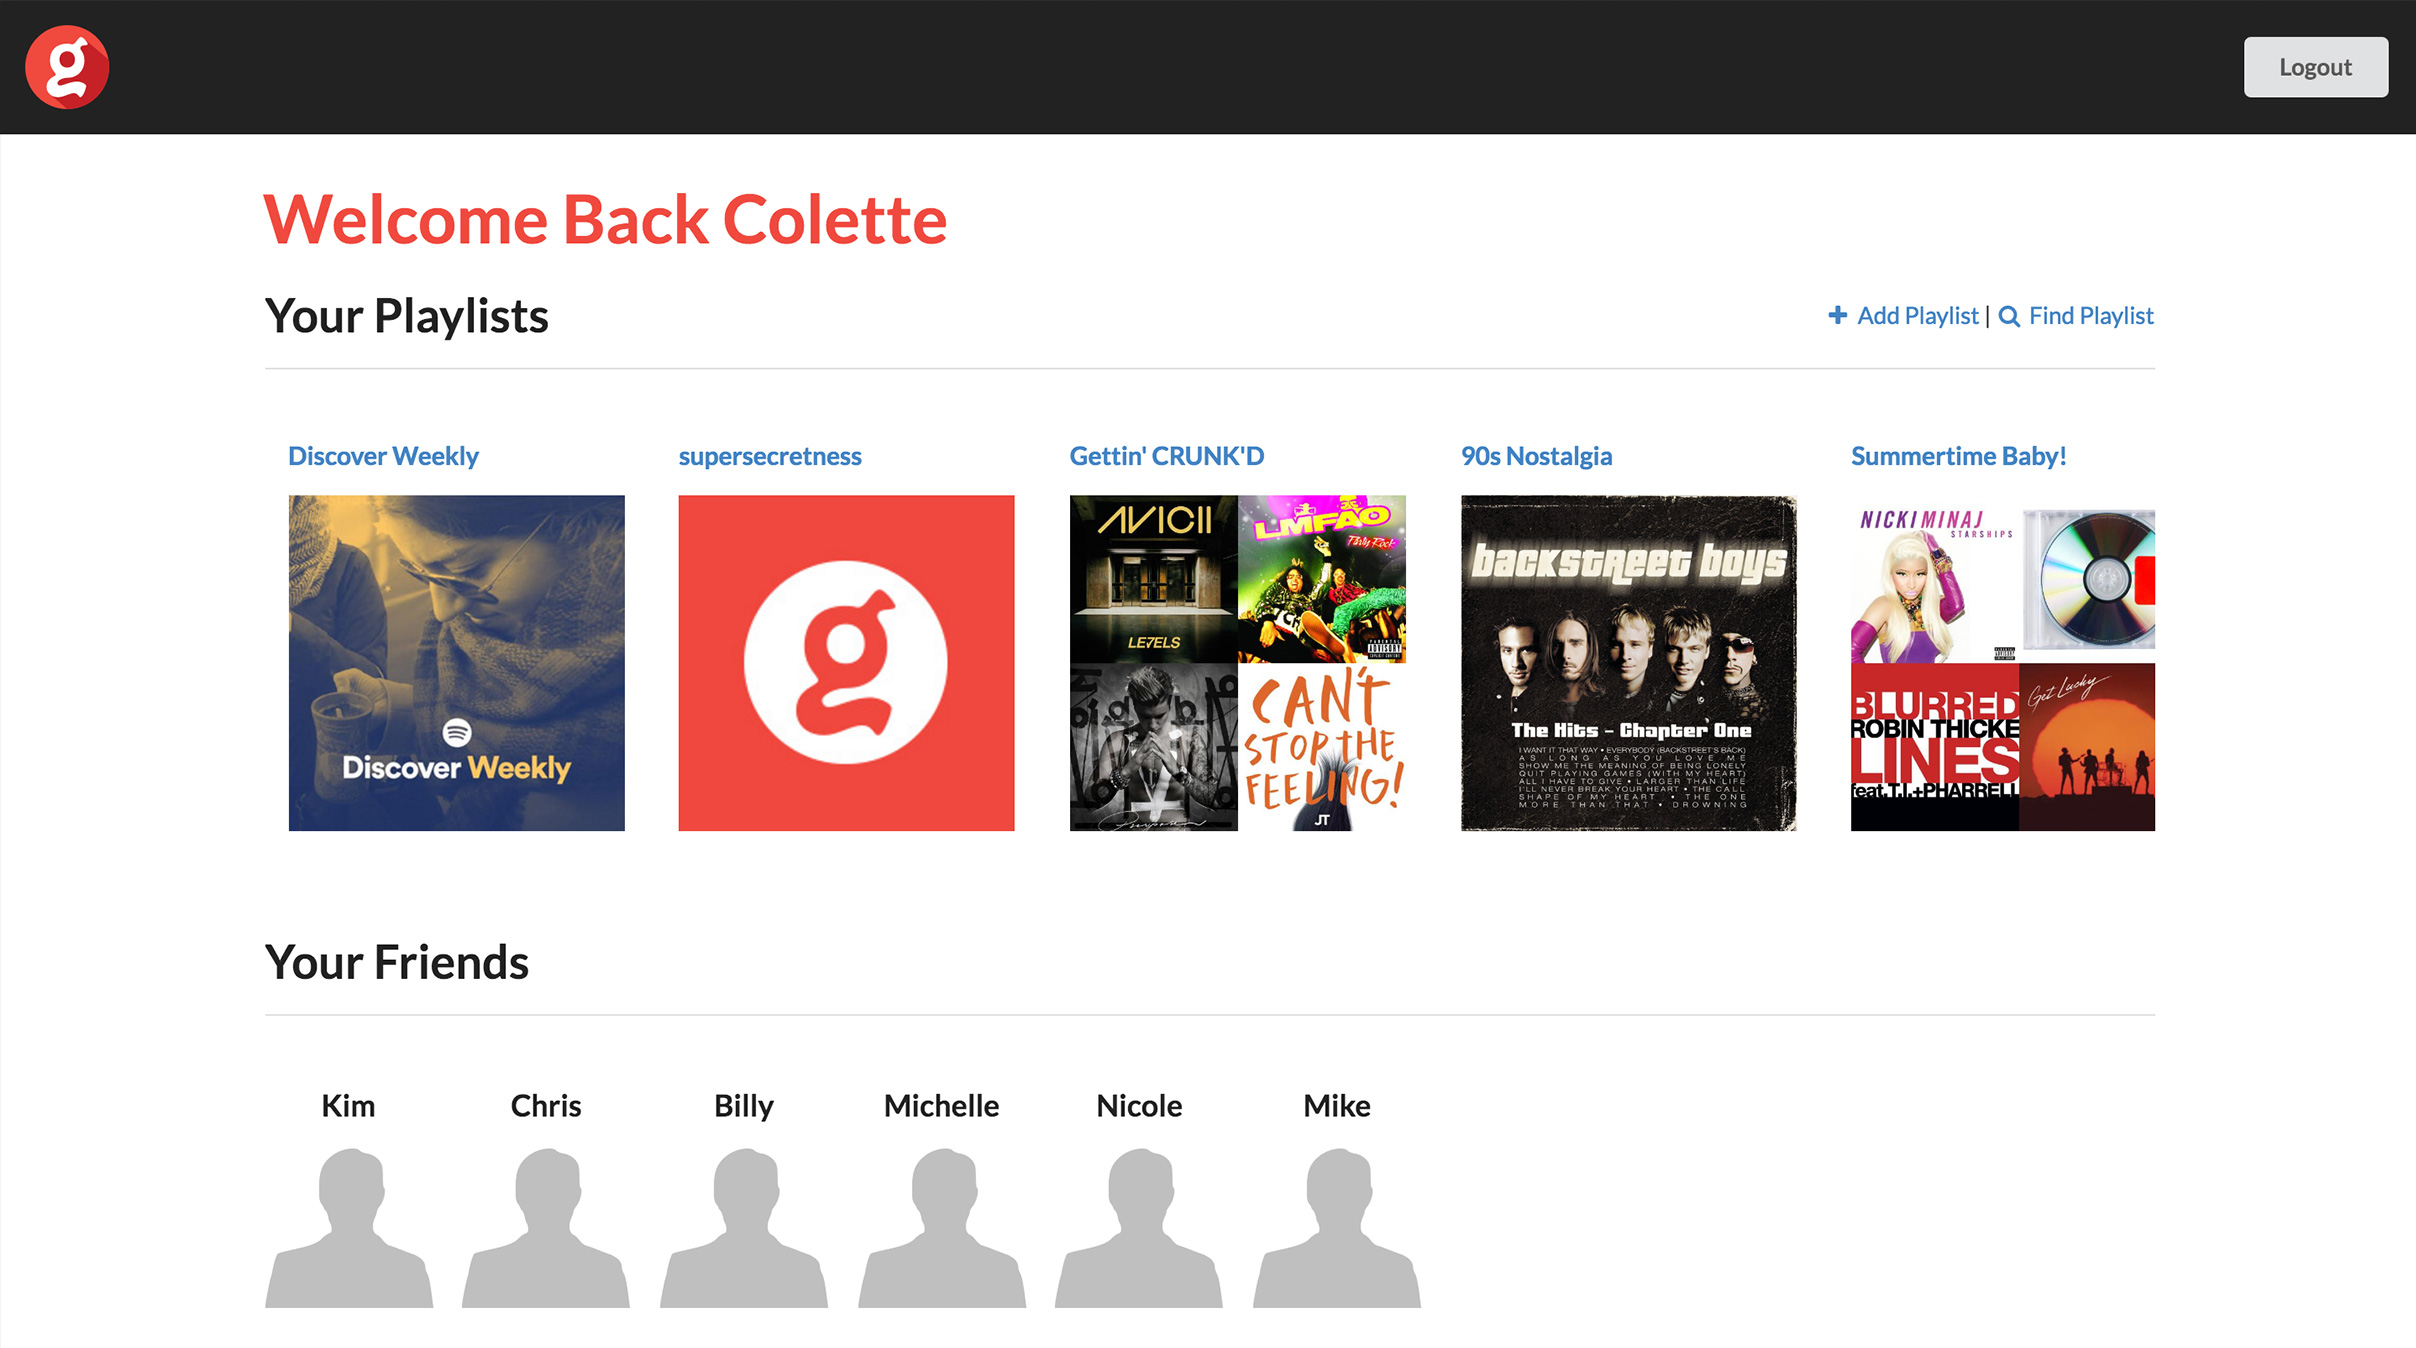 g
Logout
Welcome Back Colette
Your Playlists
Add Playlist | Find Playlist
Discover Weekly
supersecretness
Gettin' CRUNK'D
90s Nostalgia
Summertime Baby!
Discover Weekly
g
AVICII
LEVELS
LMFAO
Party Rock
PARENTAL
ADVISORY
EXPLICIT CONTENT
Purpose
CAN'T
STOP THE
FEELING!
JT
backstreet boys
The Hits - Chapter One
I WANT IT THAT WAY • EVERYBODY (BACKSTREET'S BACK)
AS LONG AS YOU LOVE ME
SHOW ME THE MEANING OF BEING LONELY
QUIT PLAYING GAMES (WITH MY HEART)
ALL I HAVE TO GIVE • LARGER THAN LIFE
I'LL NEVER BREAK YOUR HEART • THE CALL
SHAPE OF MY HEART • THE ONE
MORE THAN THAT • DROWNING
NICKI MINAJ
STARSHIPS
BLURRED
ROBIN THICKE
LINES
feat. T.I.+PHARRELL
Get Lucky
Your Friends
Kim
Chris
Billy
Michelle
Nicole
Mike